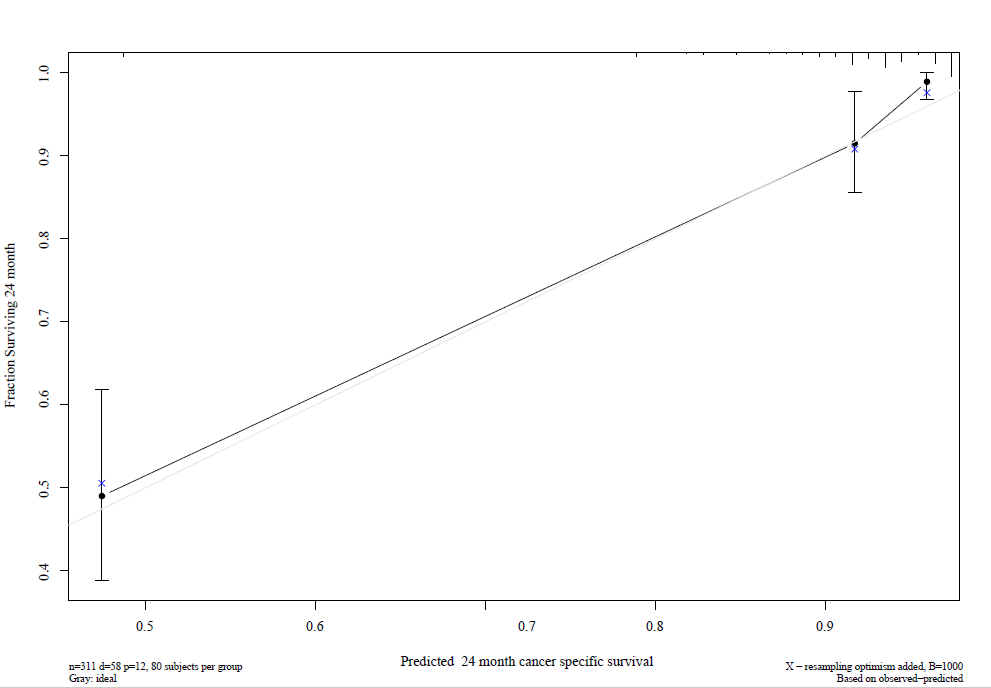 1.0
0.9
0.8
0.7
0.6
0.5
0.4
Fraction Surviving 24 month
0.5 0.6 0.7 0.8 0.9
Predicted 24 month cancer specific survival
n=311 d=58 p=12, 80 subjects per group
Gray: ideal
X − resampling optimism added, B=1000
Based on observed−predicted